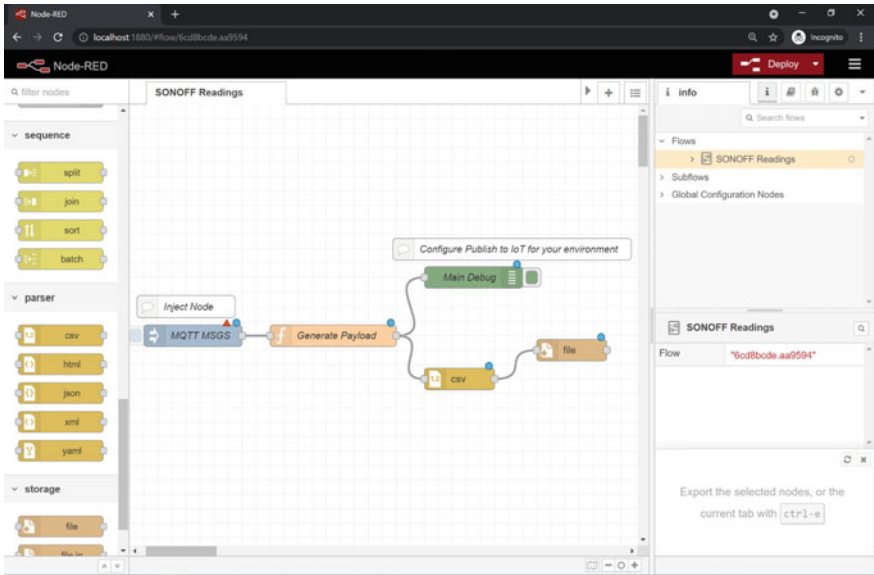 Node-RED
localhost:1880/#flow/6cd8bcde.aa9594
Incognito
Node-RED
Deploy
filter nodes
SONOFF Readings
i info
Search flows
sequence
split
join
sort
batch
parser
csv
html
json
xml
yaml
storage
file
file in
Configure Publish to IoT for your environment
Main Debug
Inject Node
MQTT MSGS
Generate Payload
csv
file
Flows
SONOFF Readings
Subflows
Global Configuration Nodes
SONOFF Readings
Flow "6cd8bcde.aa9594"
Export the selected nodes, or the
current tab with ctrl-e